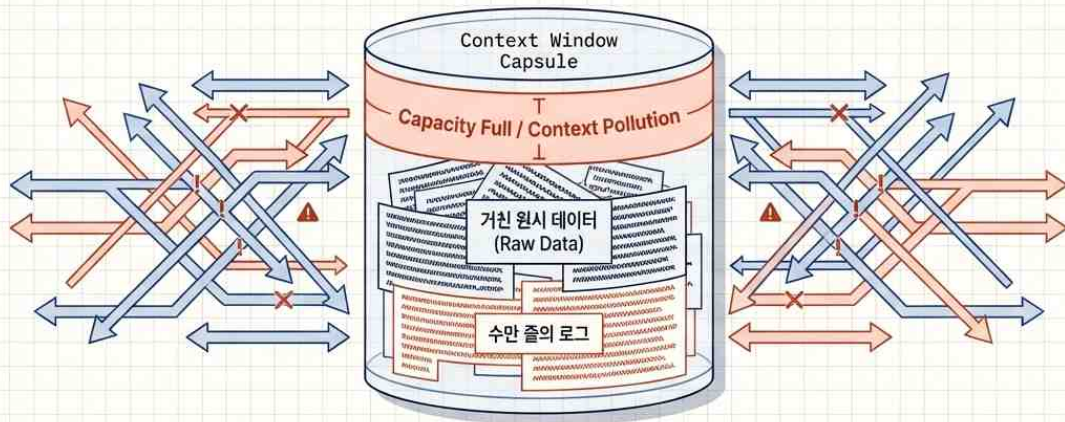 Context Window
Capsule
Capacity Full / Context Pollution
거친 원시 데이터
(Raw Data)
수만 줄의 로그